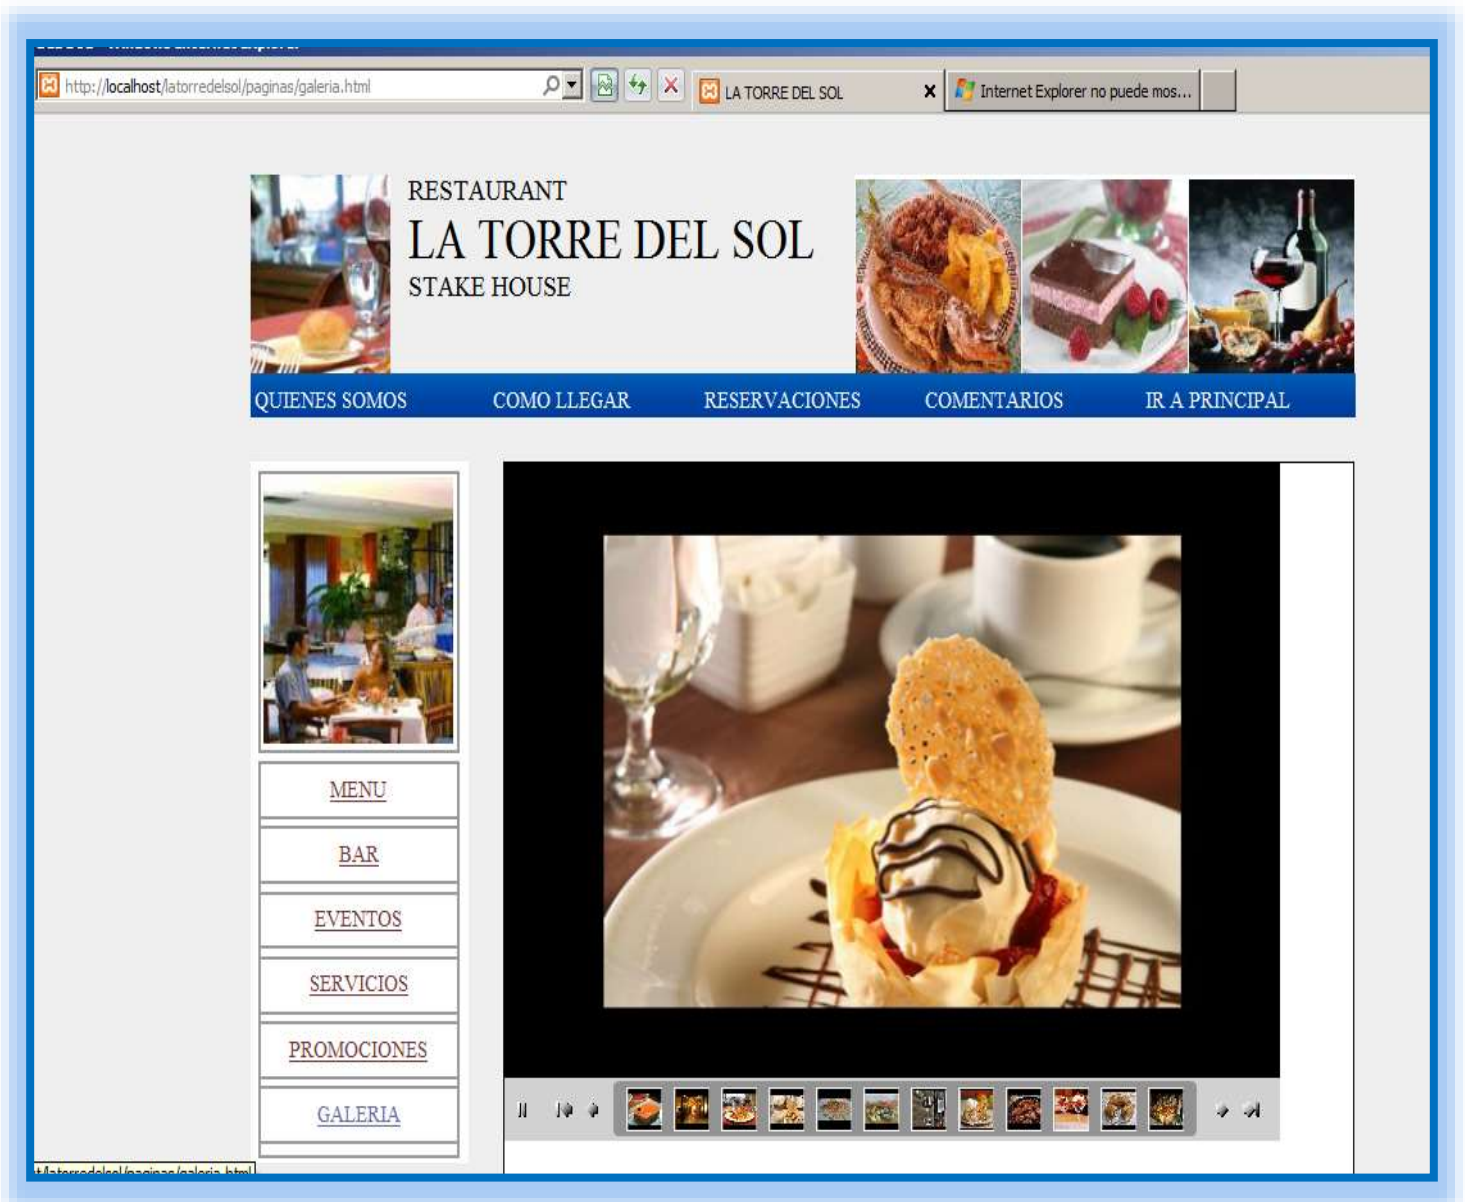 http://localhost/latorredelsol/paginas/galeria.html
LA TORRE DEL SOL
Internet Explorer no puede mos...
RESTAURANT
LA TORRE DEL SOL
STAKE HOUSE
QUIENES SOMOS COMO LLEGAR RESERVACIONES COMENTARIOS IR A PRINCIPAL
MENU
BAR
EVENTOS
SERVICIOS
PROMOCIONES
GALERIA